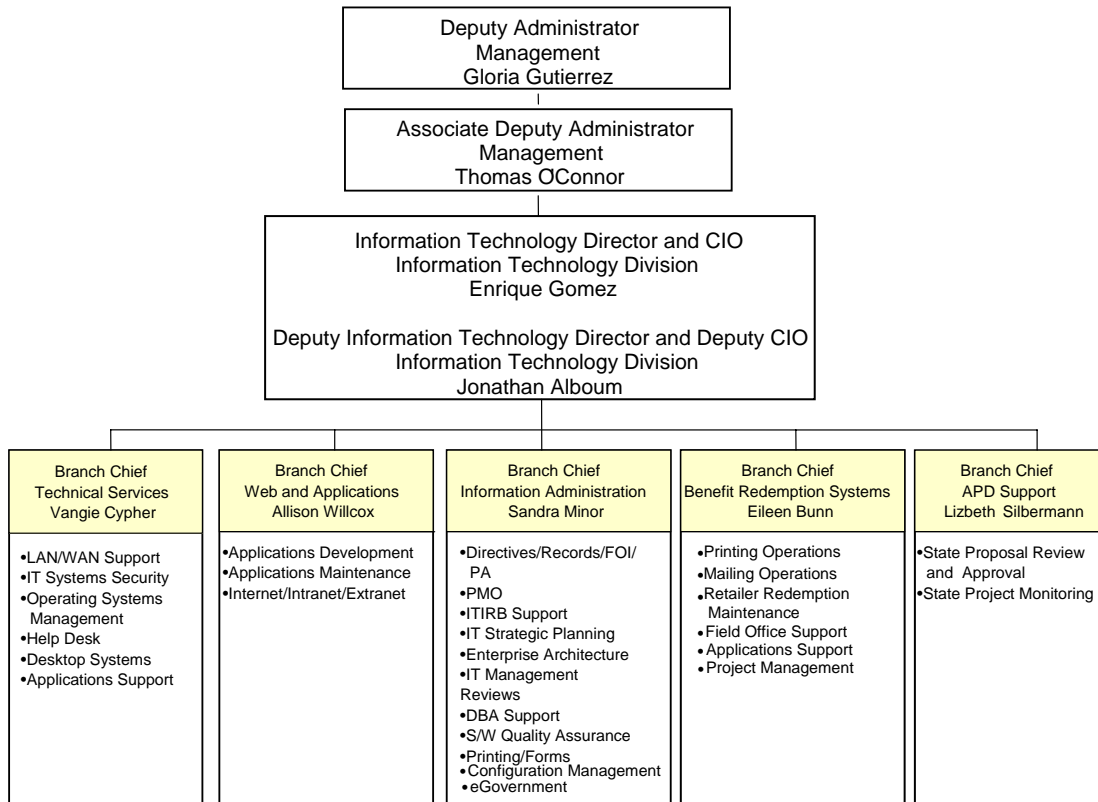 Deputy Administrator
Management
Gloria Gutierrez
Associate Deputy Administrator
Management
Thomas O'Connor
Information Technology Director and CIO
Information Technology Division
Enrique Gomez
Deputy Information Technology Director and Deputy CIO
Information Technology Division
Jonathan Alboum
Branch Chief
Technical Services
Vangie Cypher
•LAN/WAN Support
•IT Systems Security
•Operating Systems
Management
•Help Desk
•Desktop Systems
•Applications Support
Branch Chief
Web and Applications
Allison Willcox
•Applications Development
•Applications Maintenance
•Internet/Intranet/Extranet
Branch Chief
Information Administration
Sandra Minor
•Directives/Records/FOI/
PA
•PMO
•ITIRB Support
•IT Strategic Planning
•Enterprise Architecture
•IT Management
Reviews
•DBA Support
•S/W Quality Assurance
•Printing/Forms
•Configuration Management
•eGovernment
Branch Chief
Benefit Redemption Systems
Eileen Bunn
•Printing Operations
•Mailing Operations
•Retailer Redemption
Maintenance
•Field Office Support
•Applications Support
•Project Management
Branch Chief
APD Support
Lizbeth Silbermann
•State Proposal Review
and Approval
•State Project Monitoring